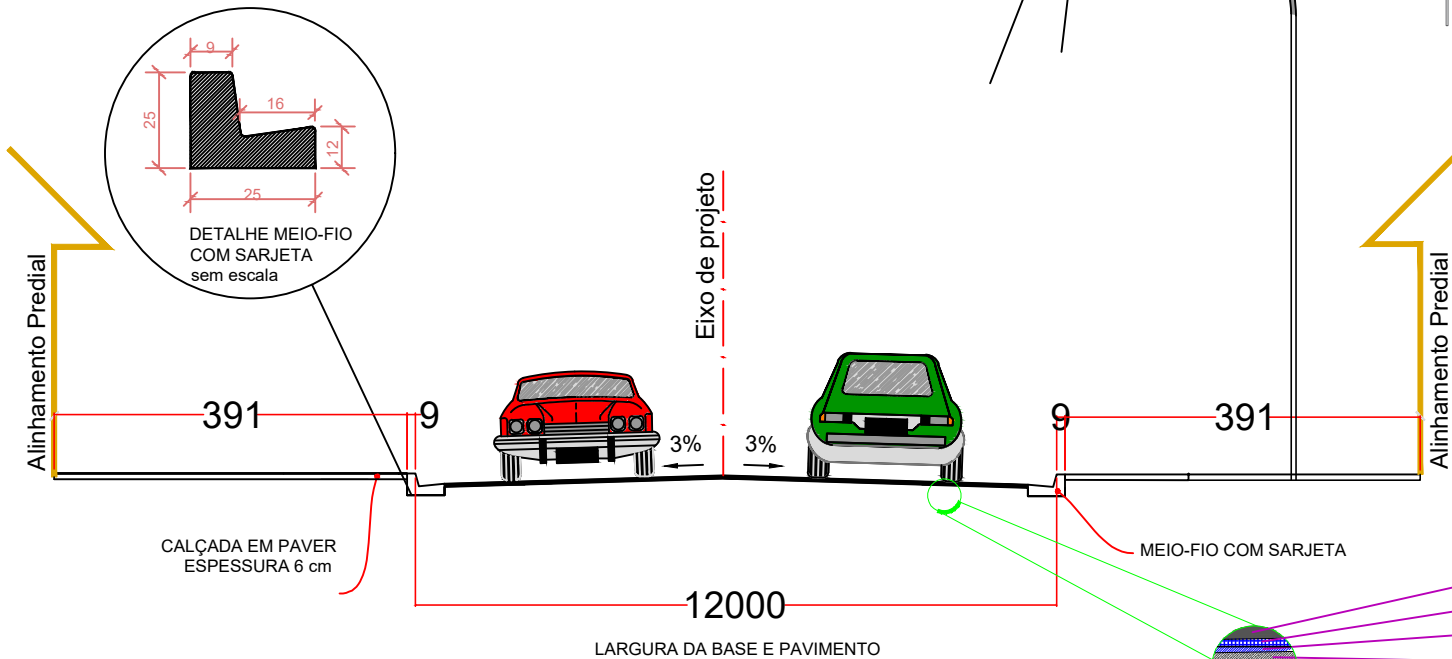 9
25
16
12
25
DETALHE MEIO-FIO
COM SARJETA
sem escala
Alinhamento Predial
Eixo de projeto
Alinhamento Predial
391
9
3%
3%
9
391
CALÇADA EM PAVER
ESPESSURA 6 cm
MEIO-FIO COM SARJETA
12000
LARGURA DA BASE E PAVIMENTO